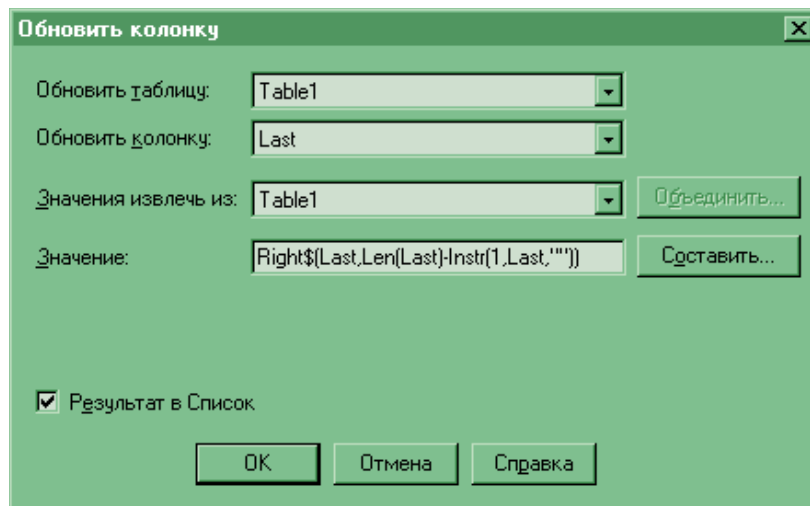 Обновить колонку
Обновить таблицу: Table1
Обновить колонку: Last
Значения извлечь из: Table1 Объединить...
Значение: Right$(Last,Len(Last)-Instr(1,Last,"")) Составить...
Результат в Список
OK Отмена Справка